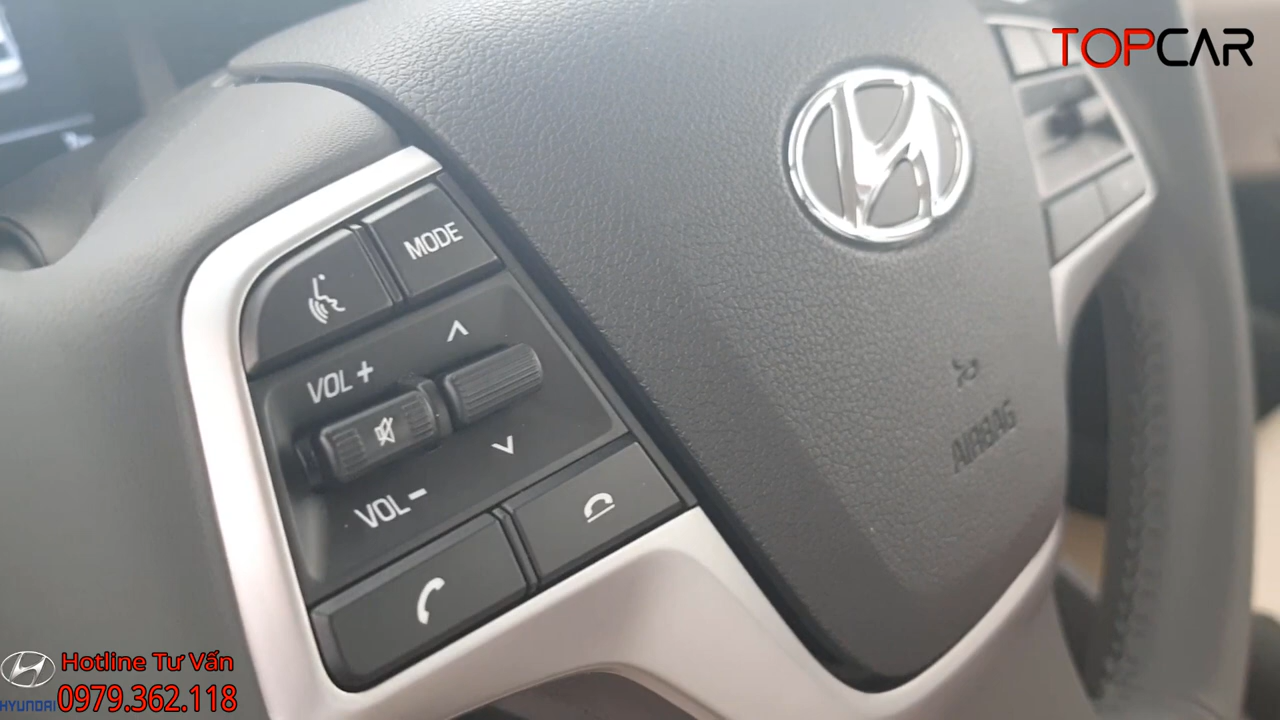 TOPCAR
MODE
VOL +
VOL -
AIRBAG
Hotline Tư Vấn
HYUNDAI
0979.362.118